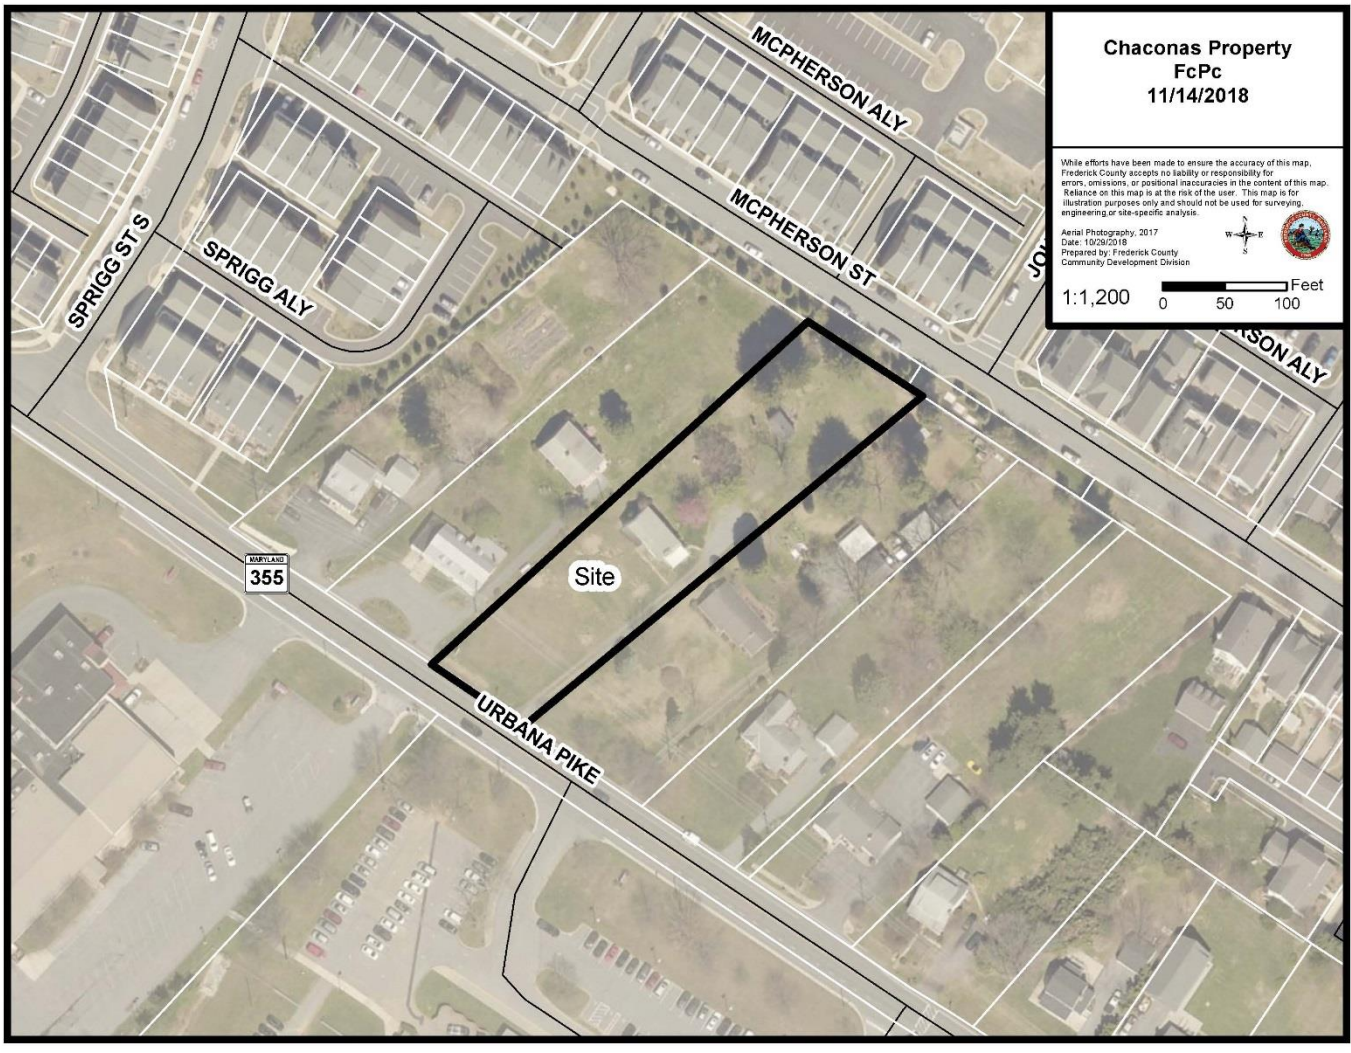 Chaconas Property
FcPc
11/14/2018
While efforts have been made to ensure the accuracy of this map,
Frederick County accepts no liability or responsibility for
errors, omissions, or positional inaccuracies in the content of this map.
Reliance on this map is at the risk of the user. This map is for
illustration purposes only and should not be used for surveying,
engineering, or site-specific analysis.
Aerial Photography, 2017
Date: 10/29/2018
Prepared by: Frederick County
Community Development Division
N
W
E
S
1:1,200
Feet
0 50 100
MCPHERSON ALY
MCPHERSON ST
SPRIGG ST S
SPRIGG ALY
RSON ALY
MARYLAND
355
Site
URBANA PIKE